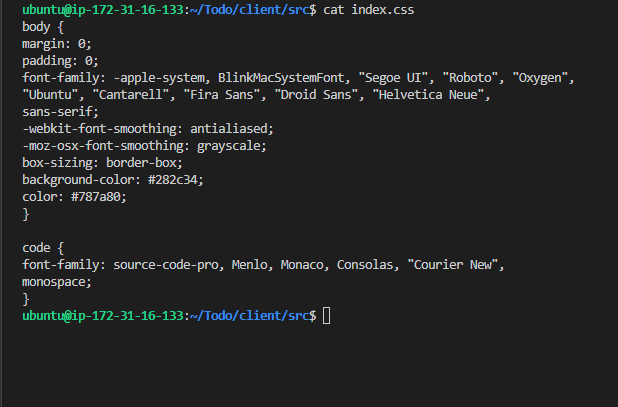 ubuntu@ip-172-31-16-133:~/Todo/client/src$ cat index.css
body {
margin: 0;
padding: 0;
font-family: -apple-system, BlinkMacSystemFont, "Segoe UI", "Roboto", "Oxygen",
"Ubuntu", "Cantarell", "Fira Sans", "Droid Sans", "Helvetica Neue",
sans-serif;
-webkit-font-smoothing: antialiased;
-moz-osx-font-smoothing: grayscale;
box-sizing: border-box;
background-color: #282c34;
color: #787a80;
}

code {
font-family: source-code-pro, Menlo, Monaco, Consolas, "Courier New",
monospace;
}
ubuntu@ip-172-31-16-133:~/Todo/client/src$